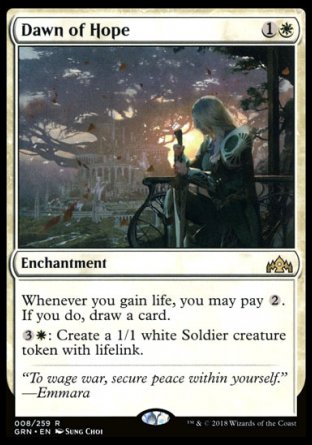 Dawn of Hope 1
Enchantment
Whenever you gain life, you may pay 2.
If you do, draw a card.
3: Create a 1/1 white Soldier creature
token with lifelink.
"To wage war, secure peace within yourself."
—Emmara
008/259 R
GRN • EN SUNG CHOI
™ & © 2018 Wizards of the Coast